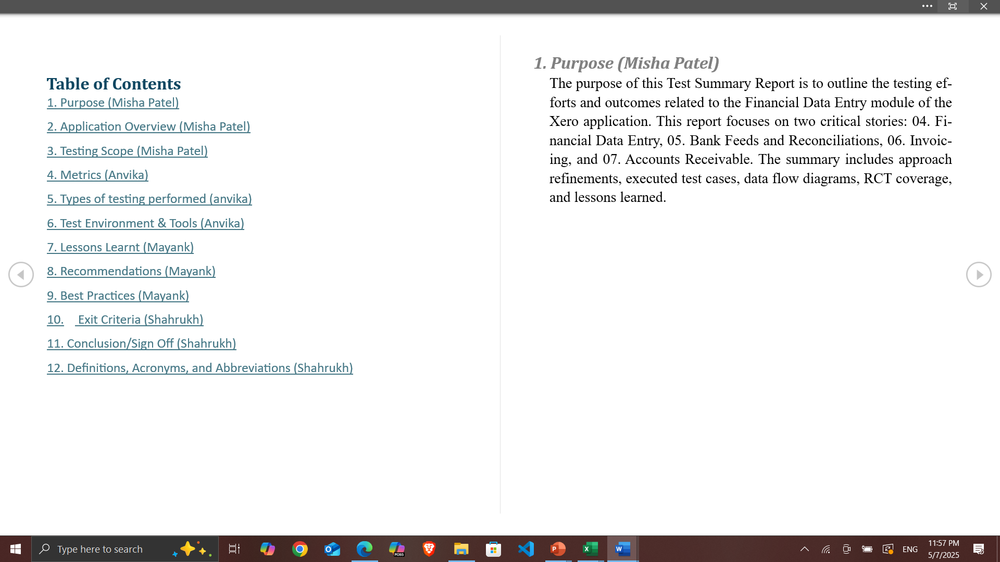 Table of Contents
1. Purpose (Misha Patel)
2. Application Overview (Misha Patel)
3. Testing Scope (Misha Patel)
4. Metrics (Anvika)
5. Types of testing performed (anvika)
6. Test Environment & Tools (Anvika)
7. Lessons Learnt (Mayank)
8. Recommendations (Mayank)
9. Best Practices (Mayank)
10. Exit Criteria (Shahrukh)
11. Conclusion/Sign Off (Shahrukh)
12. Definitions, Acronyms, and Abbreviations (Shahrukh)
1. Purpose (Misha Patel)
The purpose of this Test Summary Report is to outline the testing ef-
forts and outcomes related to the Financial Data Entry module of the
Xero application. This report focuses on two critical stories: 04. Fi-
nancial Data Entry, 05. Bank Feeds and Reconciliations, 06. Invoic-
ing, and 07. Accounts Receivable. The summary includes approach
refinements, executed test cases, data flow diagrams, RCT coverage,
and lessons learned.
Type here to search
M365
ENG
11:57 PM
5/7/2025